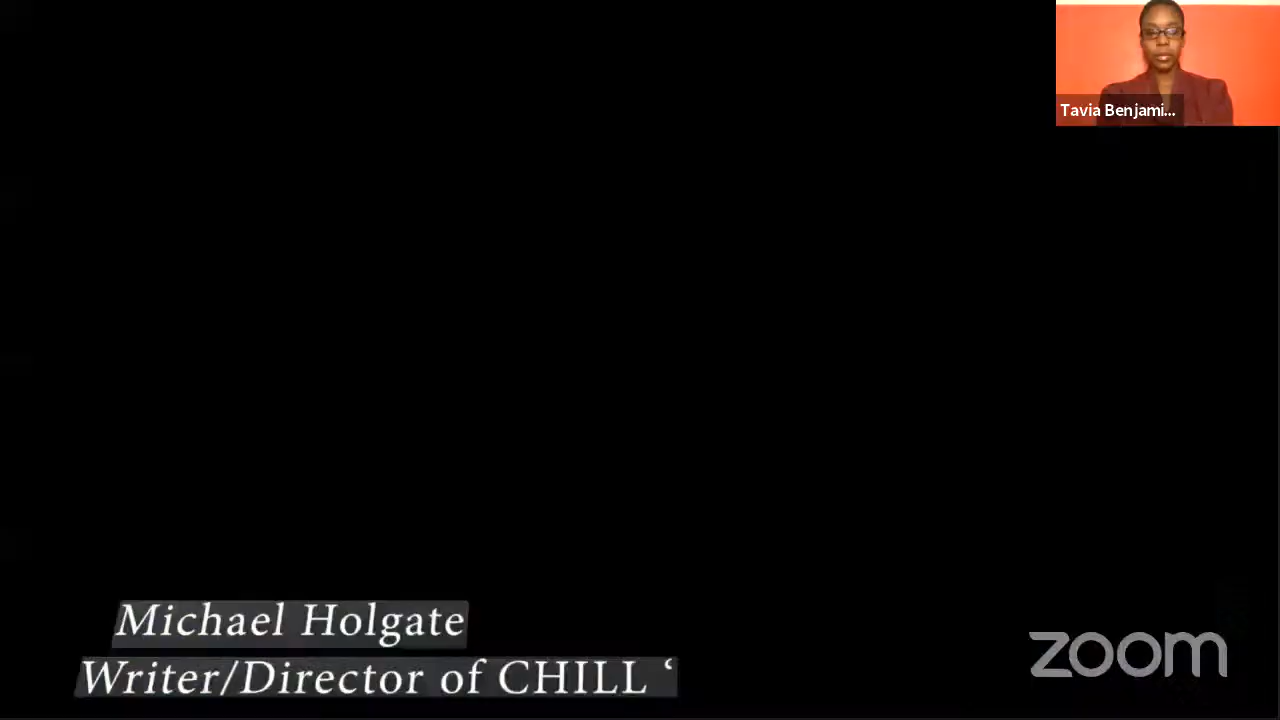 Tavia Benjami...
Michael Holgate
Writer/Director of CHILL ‘
zoom